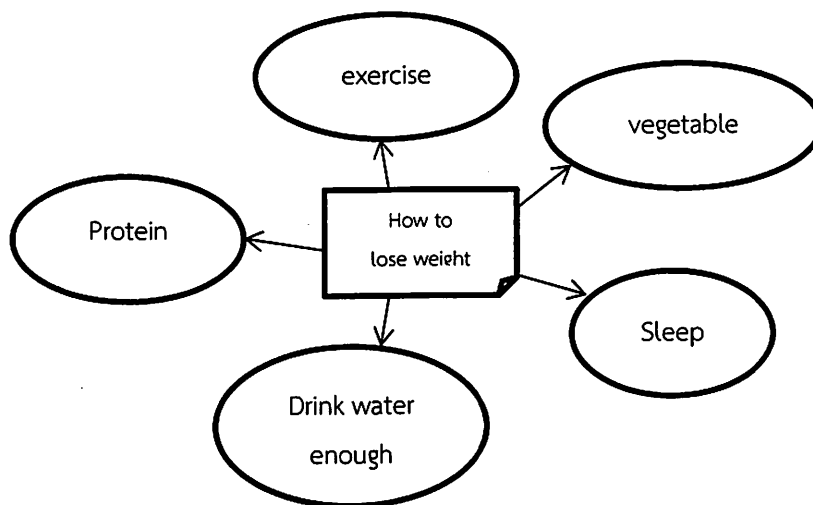 exercise
vegetable
How to
lose weight
Protein
Sleep
Drink water
enough